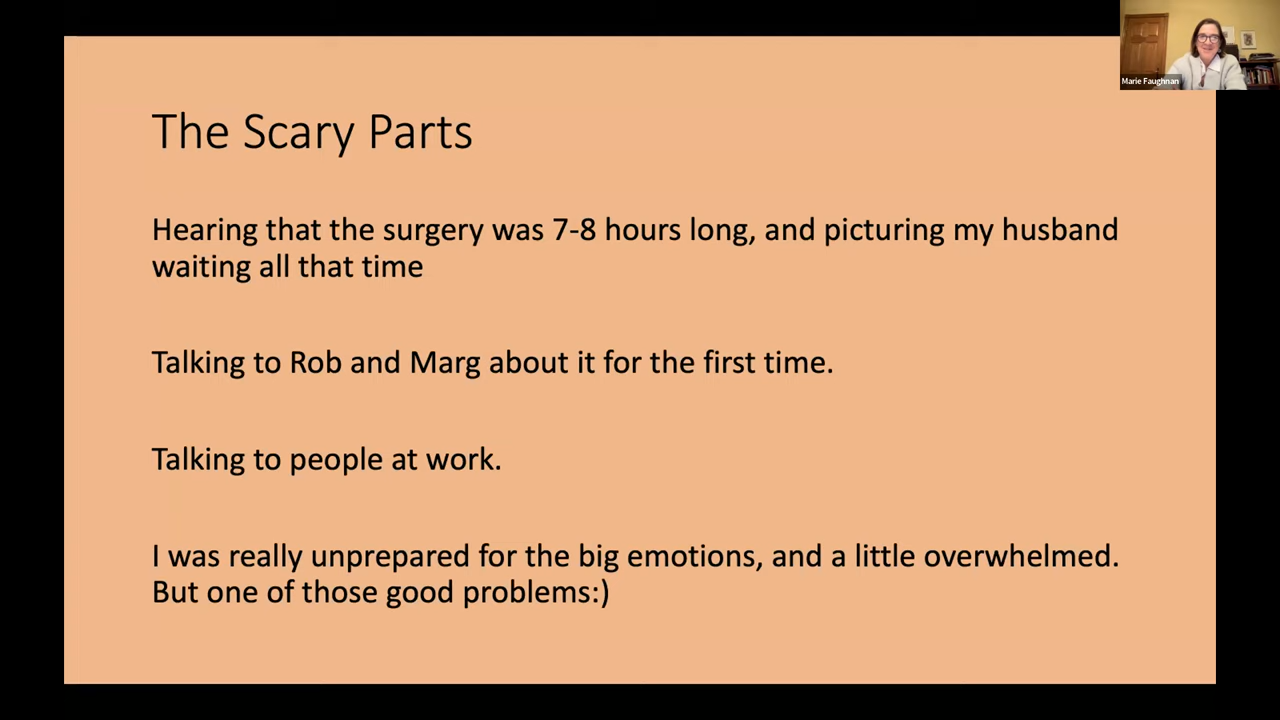 Marie Faughnan
The Scary Parts
Hearing that the surgery was 7-8 hours long, and picturing my husband
waiting all that time
Talking to Rob and Marg about it for the first time.
Talking to people at work.
I was really unprepared for the big emotions, and a little overwhelmed.
But one of those good problems:)